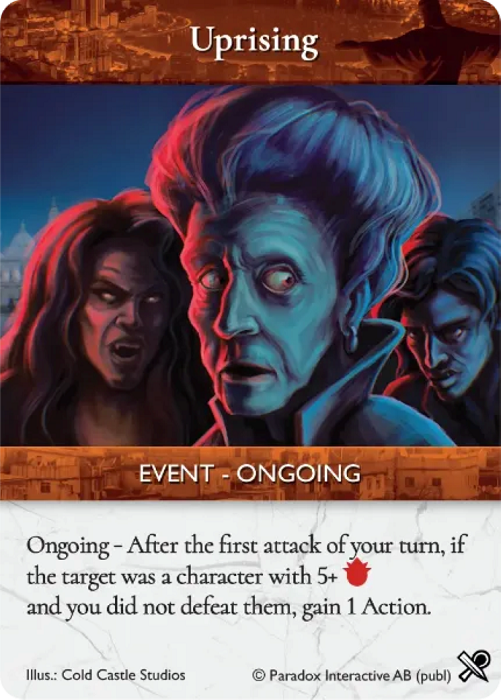 Uprising
EVENT - ONGOING
Ongoing – After the first attack of your turn, if
the target was a character with 5+
and you did not defeat them, gain 1 Action.
Illus.: Cold Castle Studios
© Paradox Interactive AB (publ)